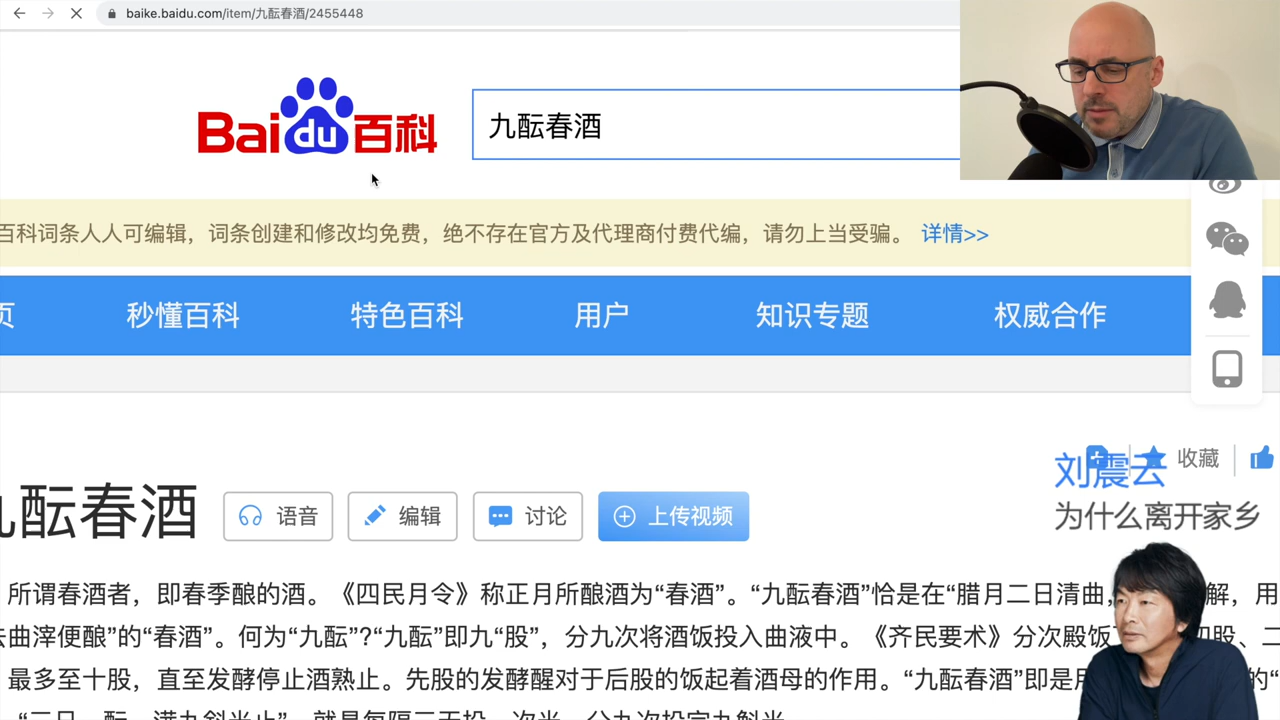 baike.baidu.com/item/九酝春酒/2455448
Baidu百科
九酝春酒
百科词条人人可编辑，词条创建和修改均免费，绝不存在官方及代理商付费代编，请勿上当受骗。 详情>>
页 秒懂百科 特色百科 用户 知识专题 权威合作
收藏
刘震云
为什么离开家乡
九酝春酒 语音 编辑 讨论 上传视频
所谓春酒者，即春季酿的酒。《四民月令》称正月所酿酒为“春酒”。“九酝春酒”恰是在“腊月二日清曲，解，用
去曲滓便酿”的“春酒”。何为“九酝”?“九酝”即九“股”，分九次将酒饭投入曲液中。《齐民要术》分次殿饭 初股、二
最多至十股，直至发酵停止酒熟止。先股的发酵醒对于后股的饭起着酒母的作用。“九酝春酒”即是用 的“